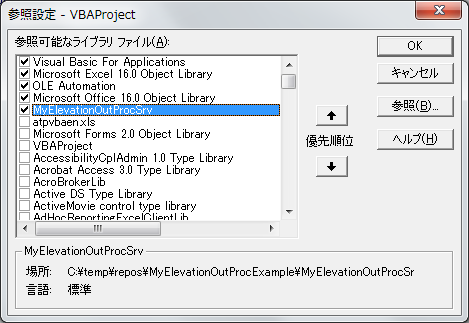 参照設定 - VBAProject
参照可能なライブラリ ファイル(A):
Visual Basic For Applications
Microsoft Excel 16.0 Object Library
OLE Automation
Microsoft Office 16.0 Object Library
MyElevationOutProcSrv
atpvbaen.xls
Microsoft Forms 2.0 Object Library
VBAProject
AccessibilityCplAdmin 1.0 Type Library
Acrobat Access 3.0 Type Library
AcroBrokerLib
Active DS Type Library
ActiveMovie control type library
AdHocReportingExcelClientLib
優先順位
OK
キャンセル
参照(B)...
ヘルプ(H)
MyElevationOutProcSrv
場所: C:¥temp¥repos¥MyElevationOutProcExample¥MyElevationOutProcSr
言語: 標準